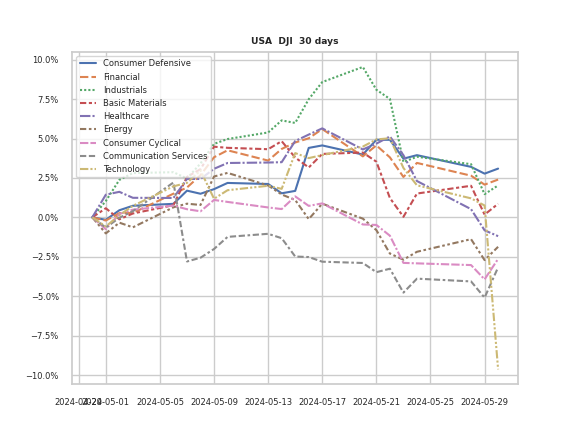 USA DJI 30 days
10.0%
7.5%
5.0%
2.5%
0.0%
−2.5%
−5.0%
−7.5%
−10.0%
Consumer Defensive
Financial
Industrials
Basic Materials
Healthcare
Energy
Consumer Cyclical
Communication Services
Technology
2024-05-01 2024-05-05 2024-05-09 2024-05-13 2024-05-17 2024-05-21 2024-05-25 2024-05-29